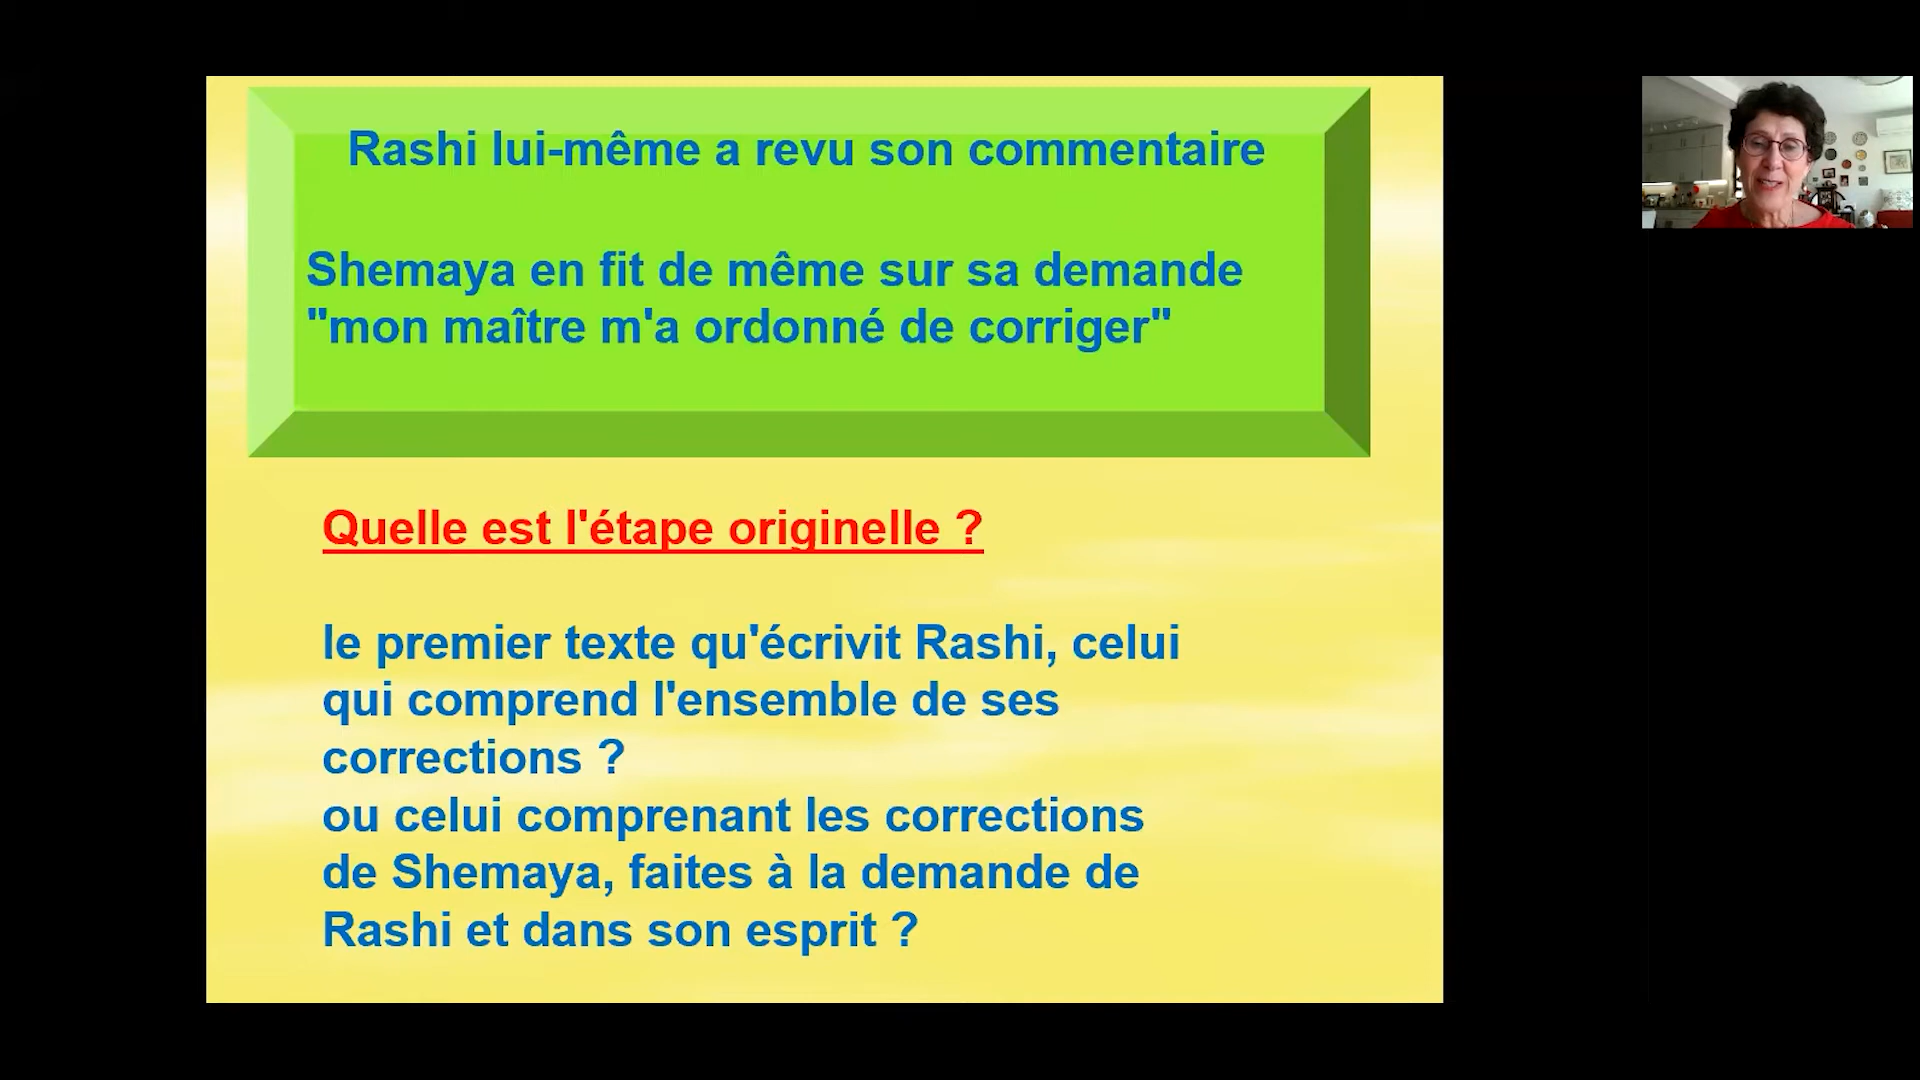 Rashi lui-même a revu son commentaire
Shemaya en fit de même sur sa demande
"mon maître m'a ordonné de corriger"
Quelle est l'étape originelle ?
le premier texte qu'écrivit Rashi, celui
qui comprend l'ensemble de ses
corrections ?
ou celui comprenant les corrections
de Shemaya, faites à la demande de
Rashi et dans son esprit ?